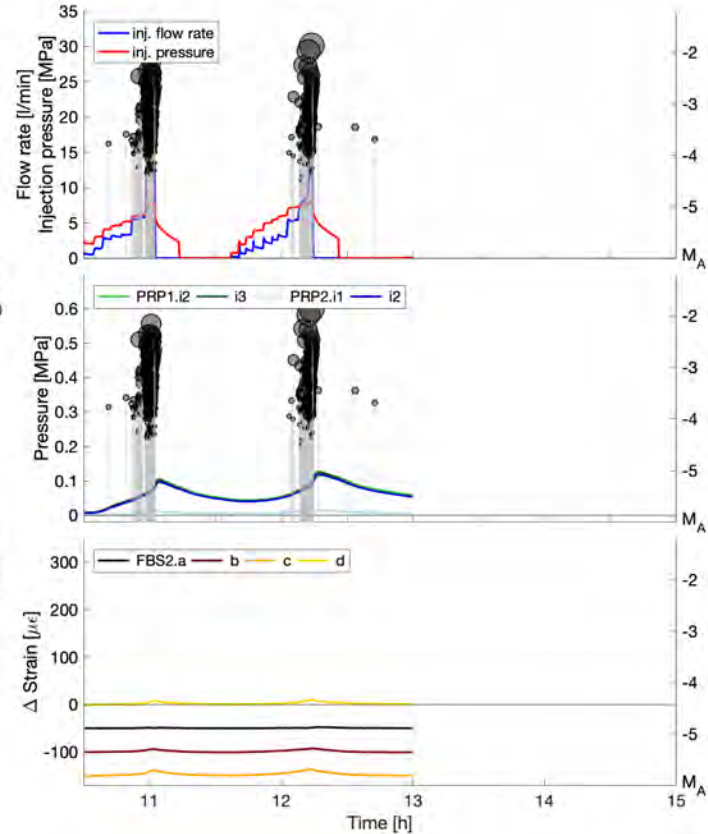 Flow rate [l/min]
Injection pressure [MPa]
35
30
25
20
15
10
5
0
inj. flow rate
inj. pressure
-2
-3
-4
-5
M_A
Pressure [MPa]
0.6
0.5
0.4
0.3
0.2
0.1
0
PRP1.i2 i3 PRP2.i1 i2
-2
-3
-4
-5
M_A
Δ Strain [με]
300
200
100
0
-100
FBS2.a b c d
-2
-3
-4
-5
M_A
11 12 13 14 15
Time [h]